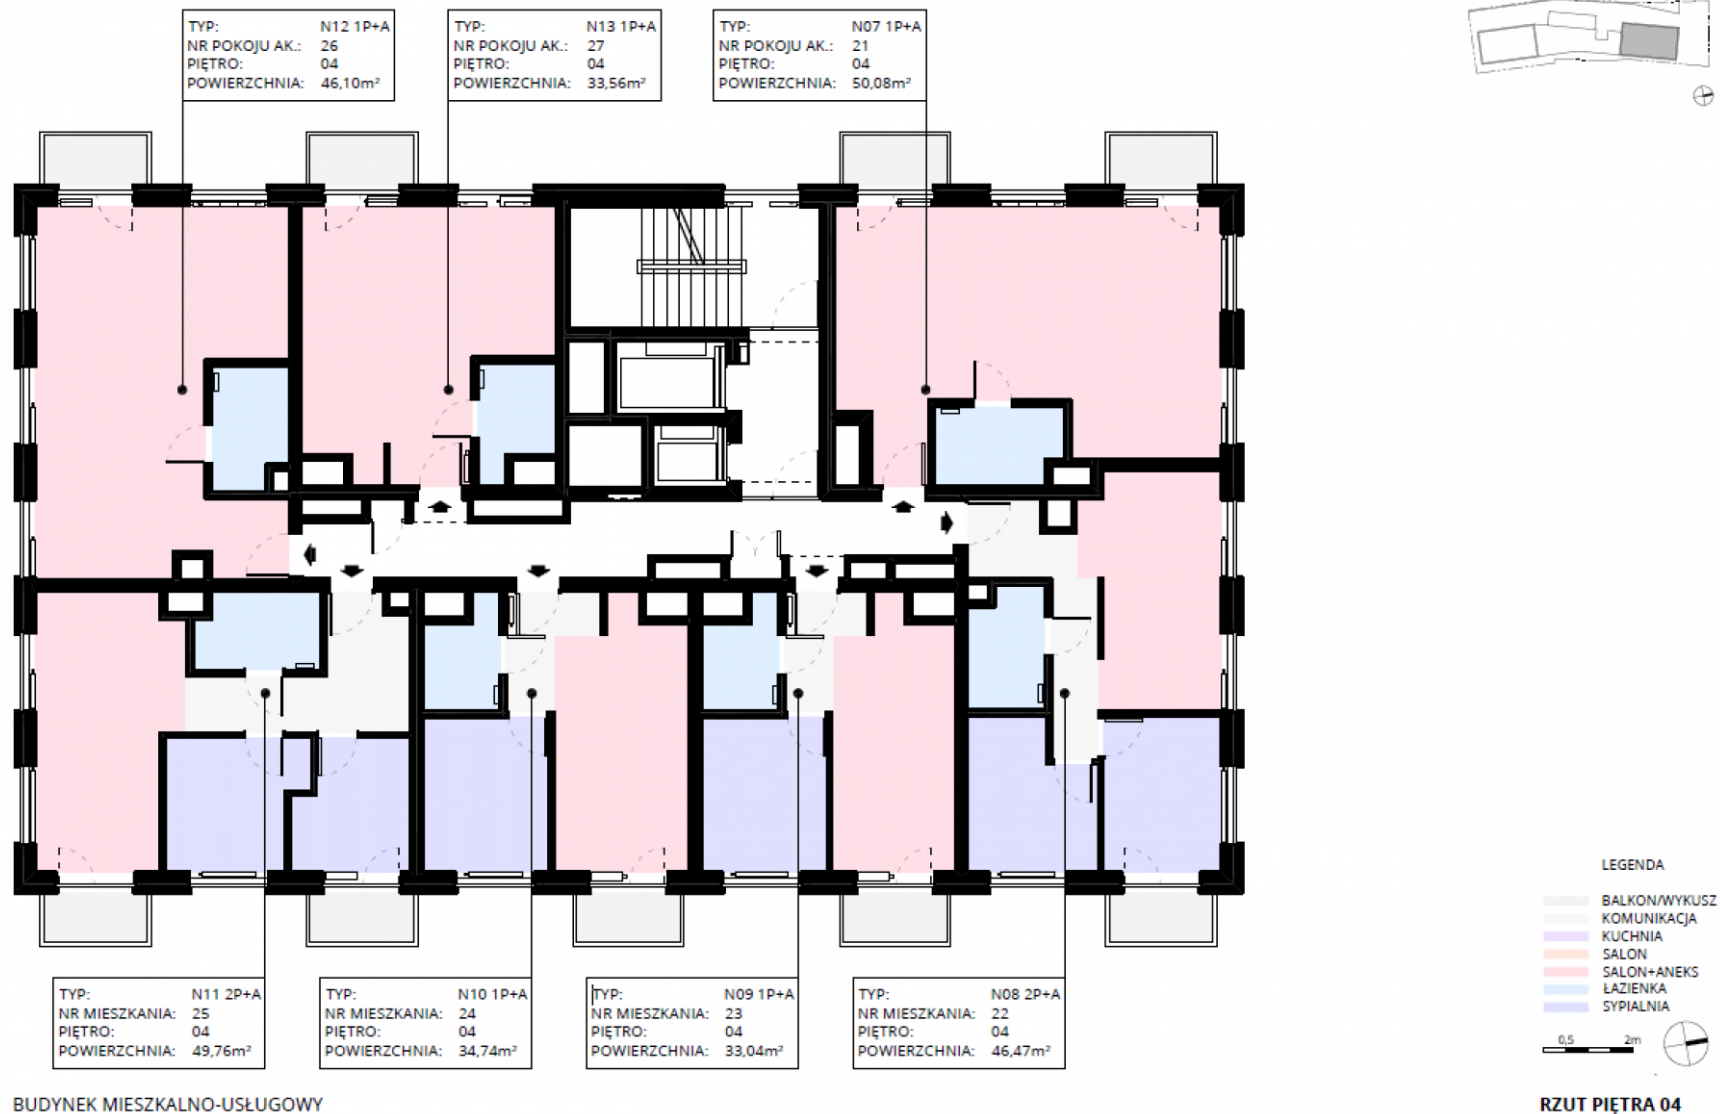 TYP: N12 1P+A
NR POKOJU AK.: 26
PIĘTRO: 04
POWIERZCHNIA: 46,10m²
TYP: N13 1P+A
NR POKOJU AK.: 27
PIĘTRO: 04
POWIERZCHNIA: 33,56m²
TYP: N07 1P+A
NR POKOJU AK.: 21
PIĘTRO: 04
POWIERZCHNIA: 50,08m²
TYP: N11 2P+A
NR MIESZKANIA: 25
PIĘTRO: 04
POWIERZCHNIA: 49,76m²
TYP: N10 1P+A
NR MIESZKANIA: 24
PIĘTRO: 04
POWIERZCHNIA: 34,74m²
TYP: N09 1P+A
NR MIESZKANIA: 23
PIĘTRO: 04
POWIERZCHNIA: 33,04m²
TYP: N08 2P+A
NR MIESZKANIA: 22
PIĘTRO: 04
POWIERZCHNIA: 46,47m²
LEGENDA
BALKON/WYKUSZ
KOMUNIKACJA
KUCHNIA
SALON
SALON+ANEKS
ŁAZIENKA
SYPIALNIA
0,5 2m
BUDYNEK MIESZKALNO-USŁUGOWY
RZUT PIĘTRA 04